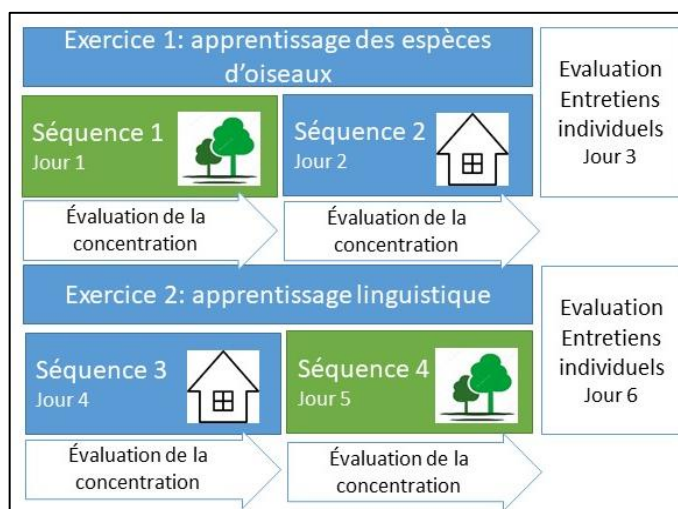 Exercice 1: apprentissage des espèces
d’oiseaux
Evaluation
Entretiens
individuels
Jour 3
Séquence 1
Jour 1
Séquence 2
Jour 2
Évaluation de la
concentration
Évaluation de la
concentration
Exercice 2: apprentissage linguistique
Evaluation
Entretiens
individuels
Jour 6
Séquence 3
Jour 4
Séquence 4
Jour 5
Évaluation de la
concentration
Évaluation de la
concentration